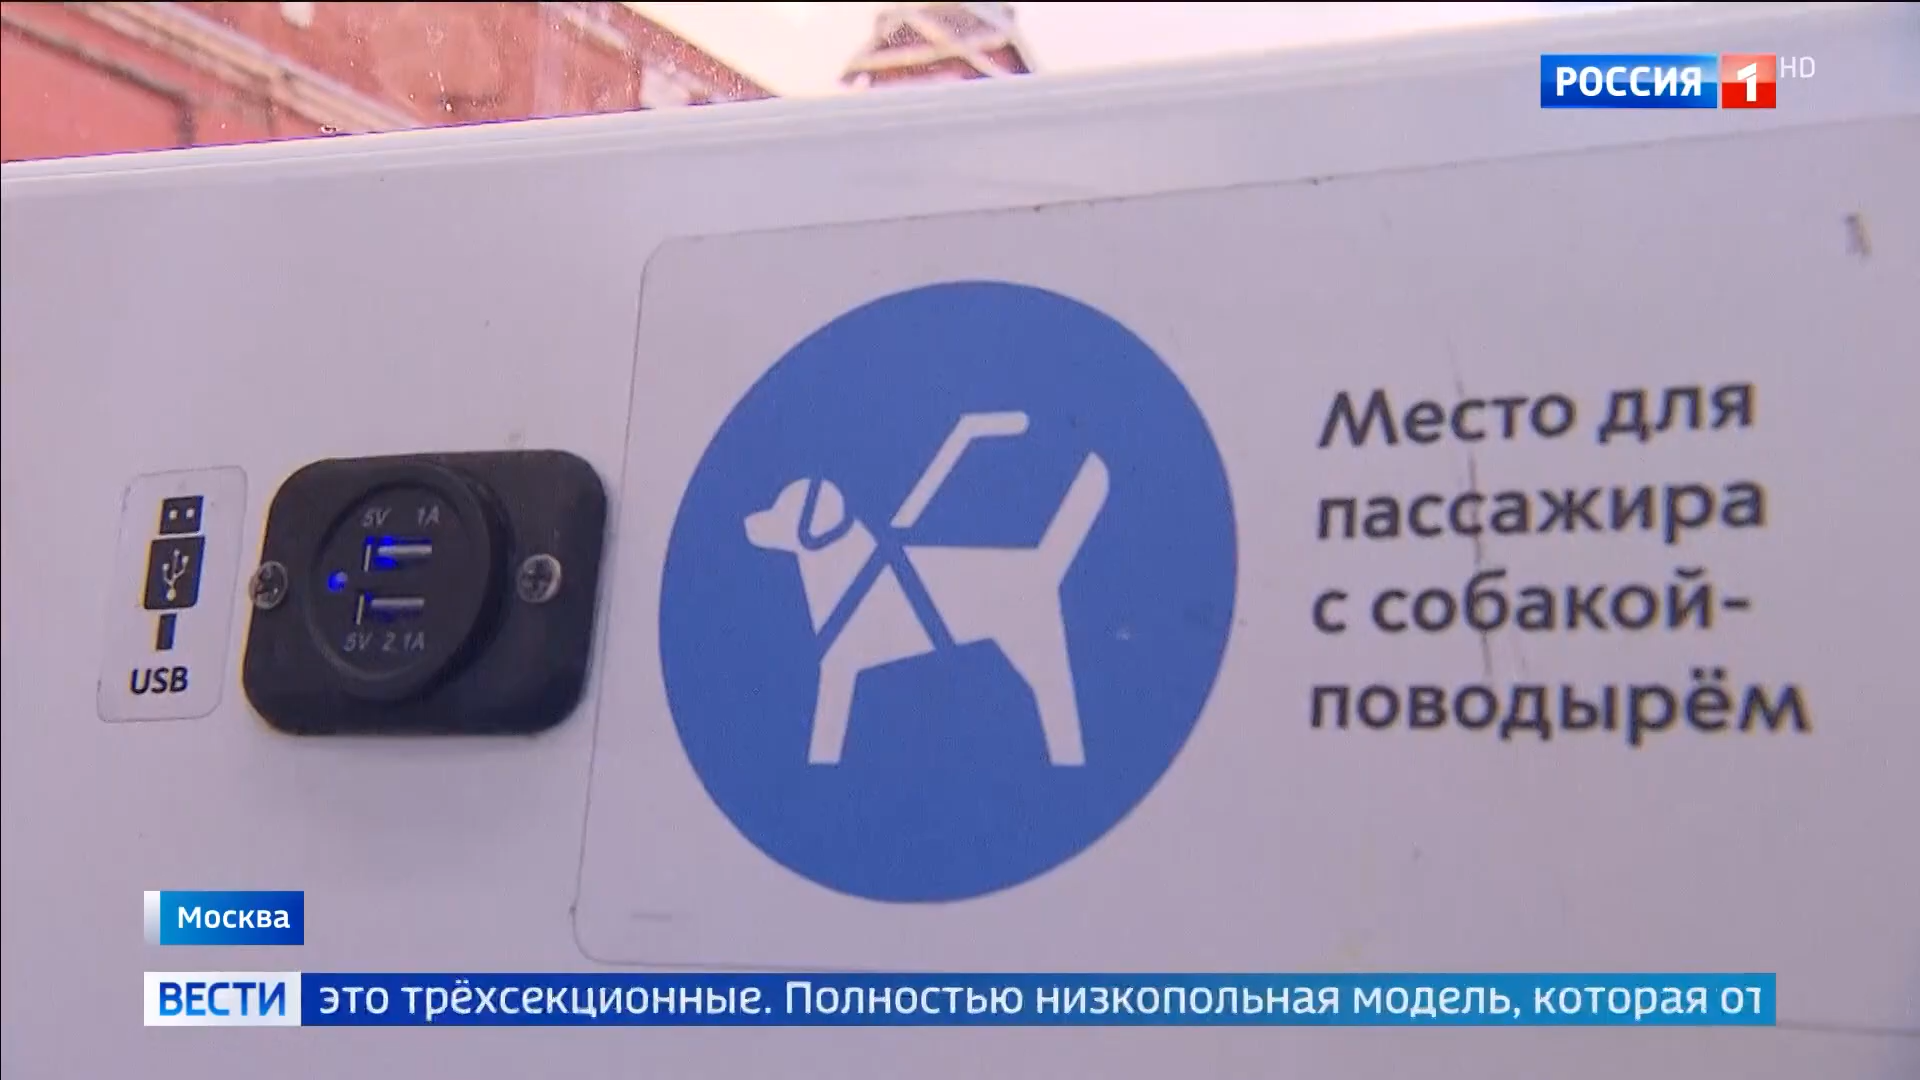 РОССИЯ 1 HD
Место для
пассажира
с собакой-
поводырём
5V 1A
5V 2.1A
USB
Москва
ВЕСТИ это трёхсекционные. Полностью низкопольная модель, которая от